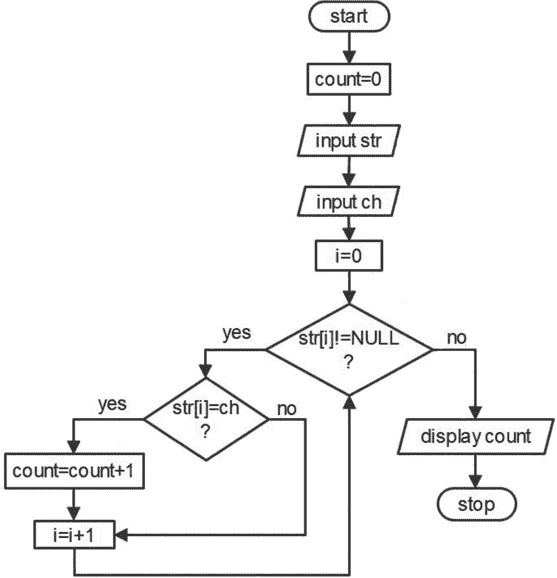 start
count=0
input str
input ch
i=0
str[i]!=NULL
?
yes
no
str[i]=ch
?
yes
no
count=count+1
i=i+1
display count
stop